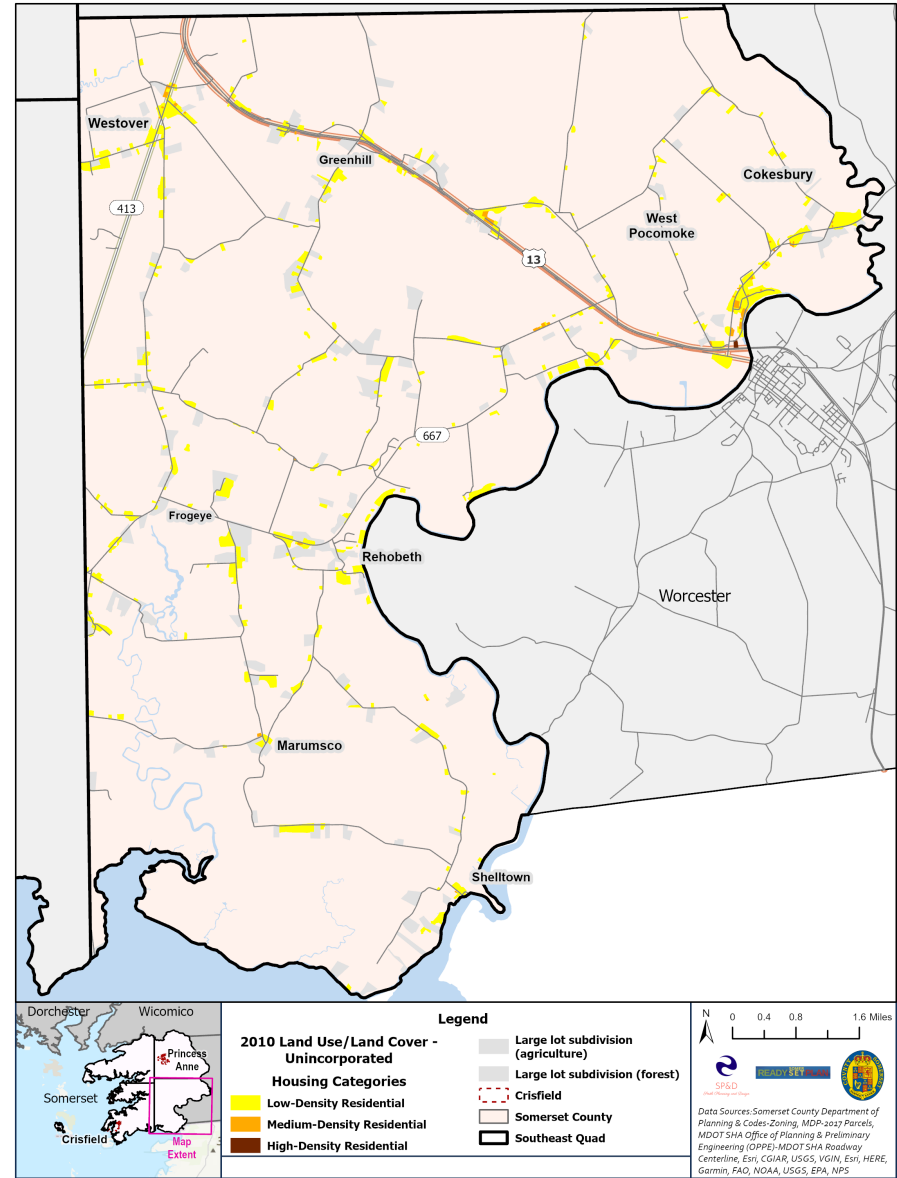 Westover
Greenhill
Cokesbury
413
West
Pocomoke
13
667
Frogeye
Rehobeth
Worcester
Marumsco
Shelltown
Dorchester
Wicomico
Princess
Anne
Somerset
Crisfield
Map
Extent
Legend
2010 Land Use/Land Cover -
Unincorporated
Housing Categories
Low-Density Residential
Medium-Density Residential
High-Density Residential
Large lot subdivision
(agriculture)
Large lot subdivision (forest)
Crisfield
Somerset County
Southeast Quad
N
0 0.4 0.8 1.6 Miles
SP&D
READY SET
Data Sources:Somerset County Department of
Planning & Codes-Zoning, MDP-2017 Parcels,
MDOT SHA Office of Planning & Preliminary
Engineering (OPPE)-MDOT SHA Roadway
Centerline, Esri, CGIAR, USGS, VGIN, Esri, HERE,
Garmin, FAO, NOAA, USGS, EPA, NPS